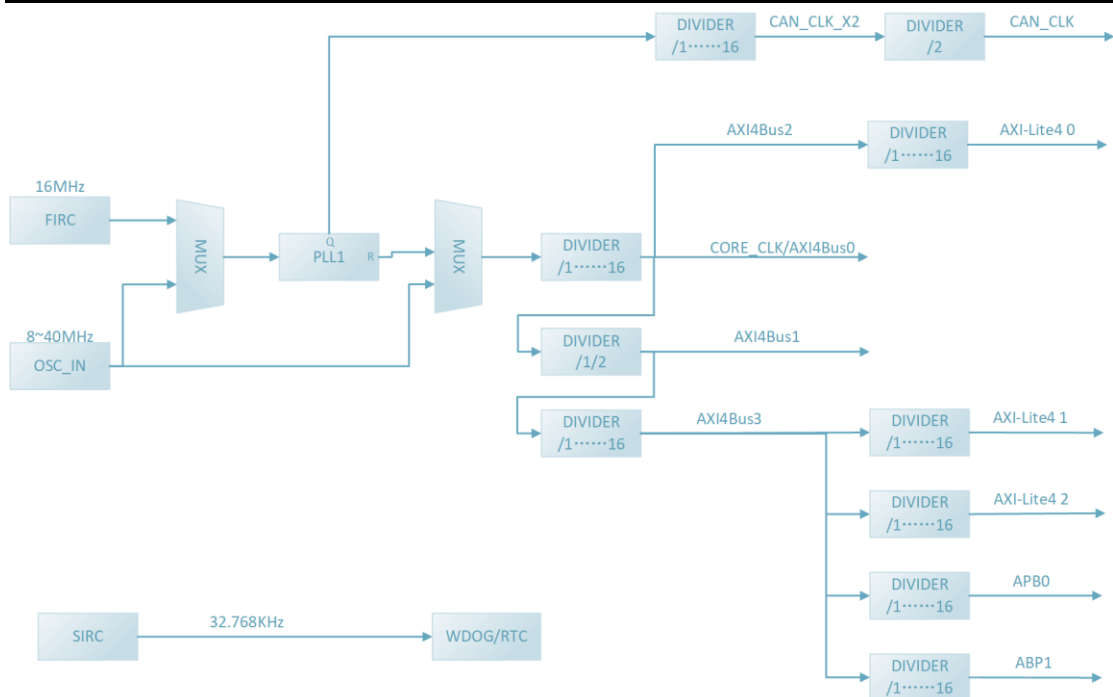 DIVIDER
/1······16
CAN_CLK_X2
DIVIDER
/2
CAN_CLK
AXI4Bus2
DIVIDER
/1······16
AXI-Lite4 0
16MHz
FIRC
MUX
Q
PLL1
R
MUX
DIVIDER
/1······16
CORE_CLK/AXI4Bus0
8~40MHz
OSC_IN
DIVIDER
/1/2
AXI4Bus1
DIVIDER
/1······16
AXI4Bus3
DIVIDER
/1······16
AXI-Lite4 1
DIVIDER
/1······16
AXI-Lite4 2
DIVIDER
/1······16
APB0
SIRC
32.768KHz
WDOG/RTC
DIVIDER
/1······16
ABP1